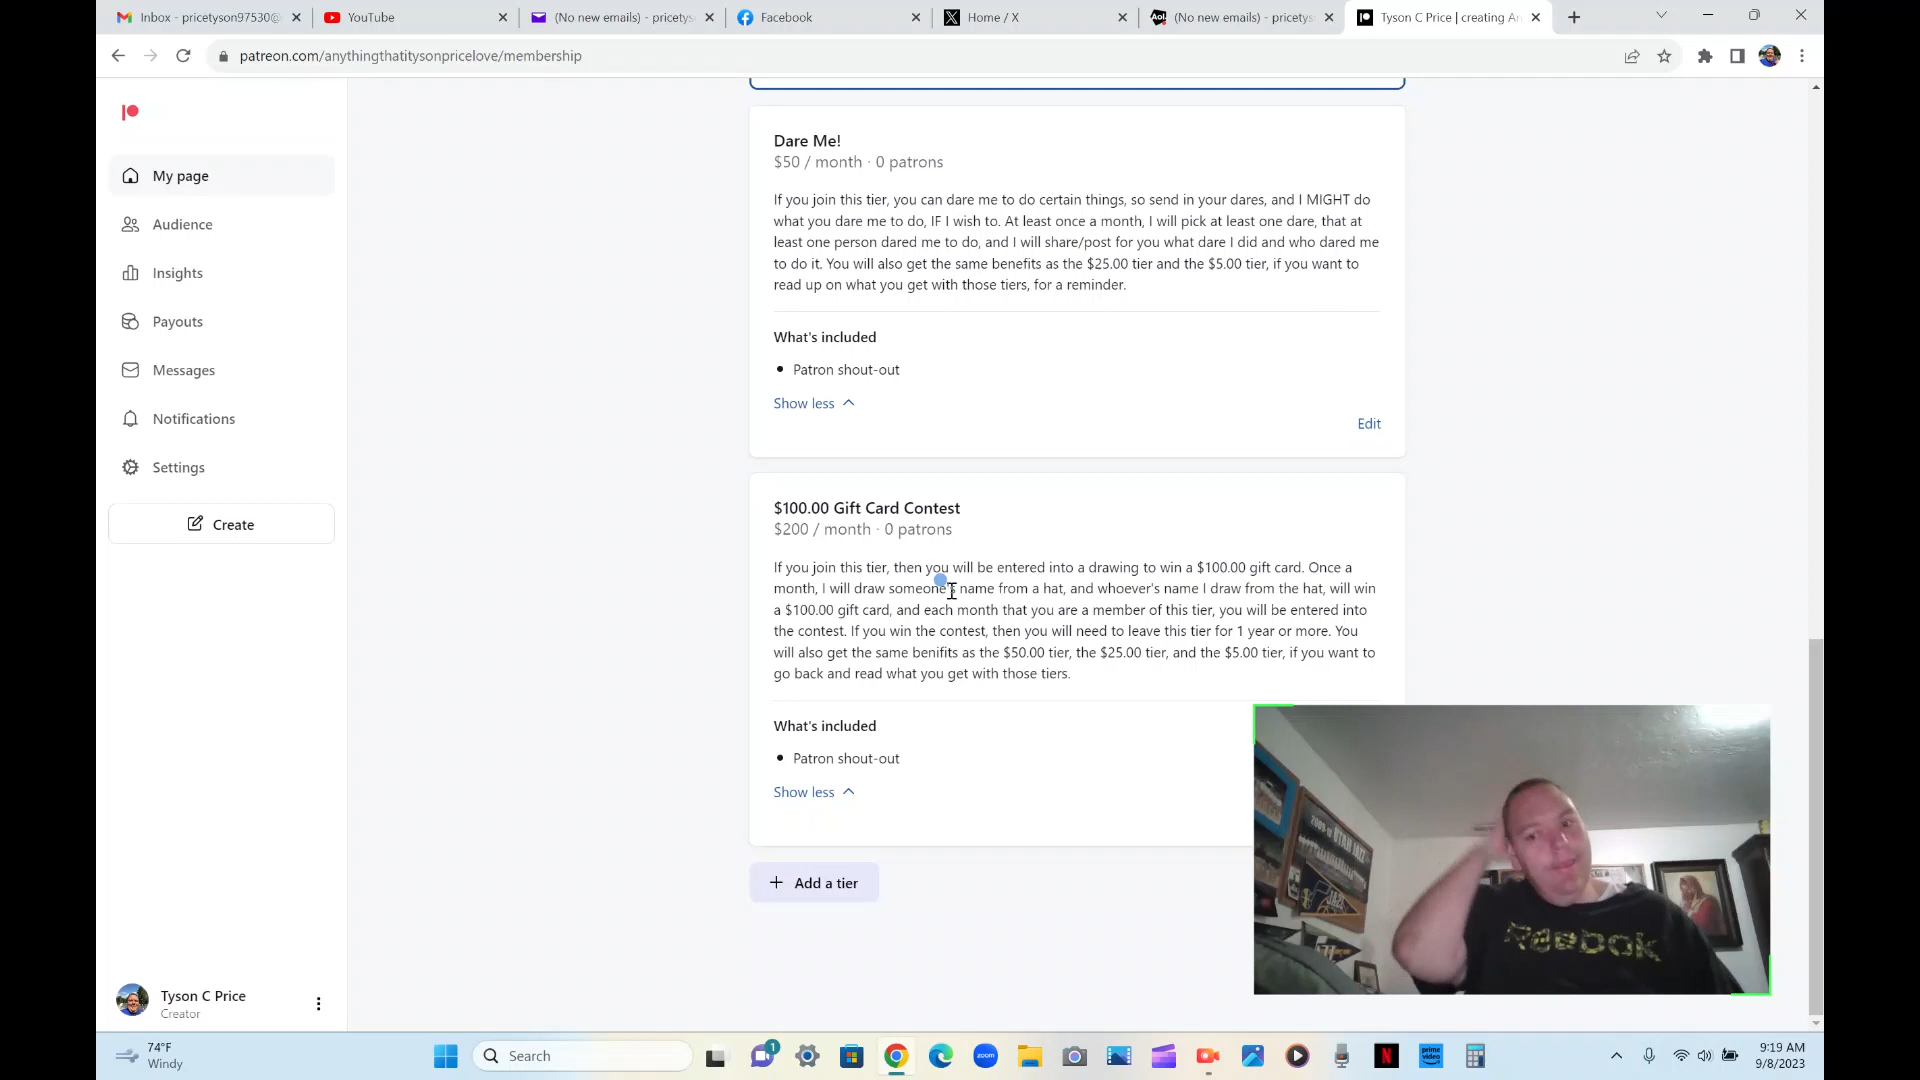 Inbox - pricetyson97530@
YouTube
(No new emails) - pricetys
Facebook
Home / X
Aol.
(No new emails) - pricetys
Tyson C Price | creating An
patreon.com/anythingthatitysonpricelove/membership
My page
Audience
Insights
Payouts
Messages
Notifications
Settings
Create
Tyson C Price
Creator
Dare Me!
$50 / month · 0 patrons
If you join this tier, you can dare me to do certain things, so send in your dares, and I MIGHT do
what you dare me to do, IF I wish to. At least once a month, I will pick at least one dare, that at
least one person dared me to do, and I will share/post for you what dare I did and who dared me
to do it. You will also get the same benefits as the $25.00 tier and the $5.00 tier, if you want to
read up on what you get with those tiers, for a reminder.
What's included
• Patron shout-out
Show less
Edit
$100.00 Gift Card Contest
$200 / month · 0 patrons
If you join this tier, then you will be entered into a drawing to win a $100.00 gift card. Once a
month, I will draw someone's name from a hat, and whoever's name I draw from the hat, will win
a $100.00 gift card, and each month that you are a member of this tier, you will be entered into
the contest. If you win the contest, then you will need to leave this tier for 1 year or more. You
will also get the same benifits as the $50.00 tier, the $25.00 tier, and the $5.00 tier, if you want to
go back and read what you get with those tiers.
What's included
• Patron shout-out
Show less
+ Add a tier
UTAH JAZZ
JAZZ
Reebok
74°F
Windy
Search
1
zoom
N
prime video
9:19 AM
9/8/2023